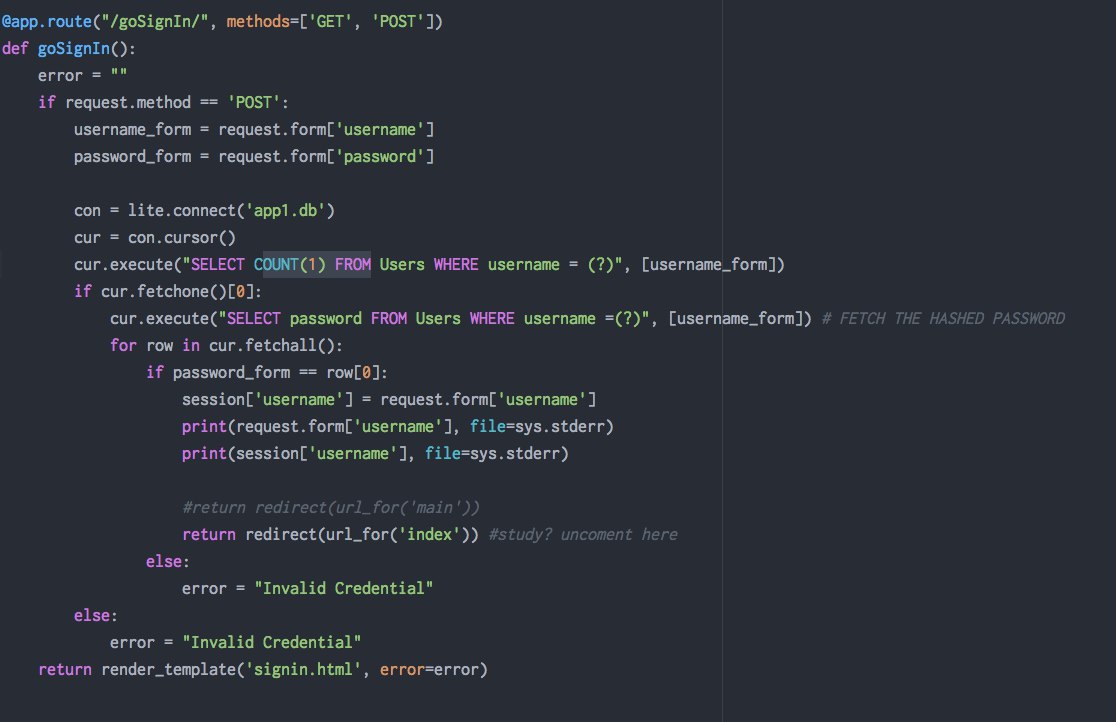 @app.route("/goSignIn/", methods=['GET', 'POST'])
def goSignIn():
    error = ""
    if request.method == 'POST':
        username_form = request.form['username']
        password_form = request.form['password']

        con = lite.connect('app1.db')
        cur = con.cursor()
        cur.execute("SELECT COUNT(1) FROM Users WHERE username = (?)", [username_form])
        if cur.fetchone()[0]:
            cur.execute("SELECT password FROM Users WHERE username =(?)", [username_form]) # FETCH THE HASHED PASSWORD
            for row in cur.fetchall():
                if password_form == row[0]:
                    session['username'] = request.form['username']
                    print(request.form['username'], file=sys.stderr)
                    print(session['username'], file=sys.stderr)

                    #return redirect(url_for('main'))
                    return redirect(url_for('index')) #study? uncoment here
                else:
                    error = "Invalid Credential"
        else:
            error = "Invalid Credential"
    return render_template('signin.html', error=error)